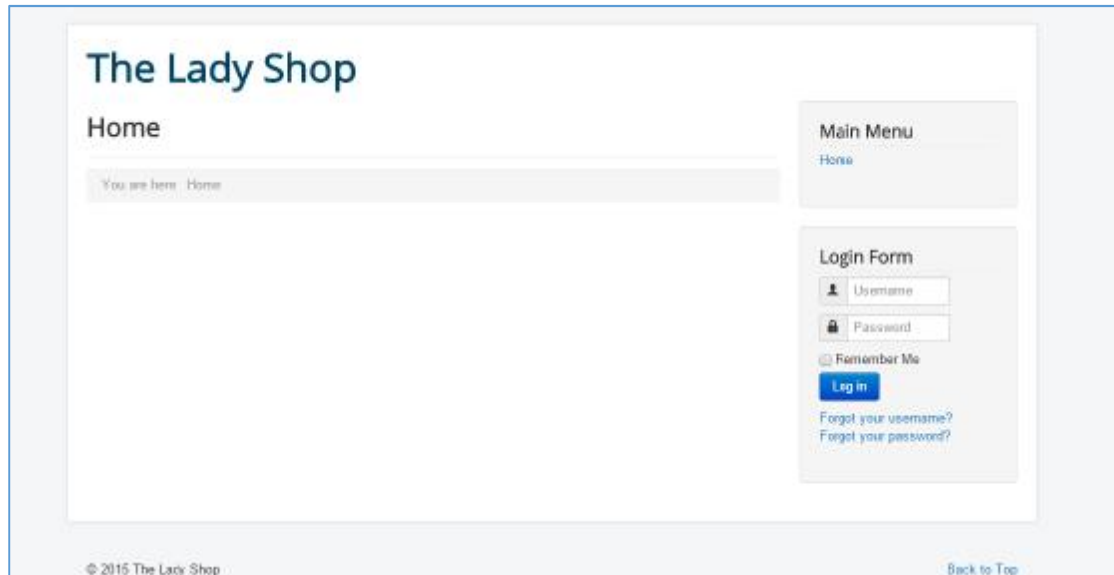 The Lady Shop
Home
You are here: Home
Main Menu
Home
Login Form
Username
Password
Remember Me
Log in
Forgot your username?
Forgot your password?
© 2015 The Lady Shop
Back to Top